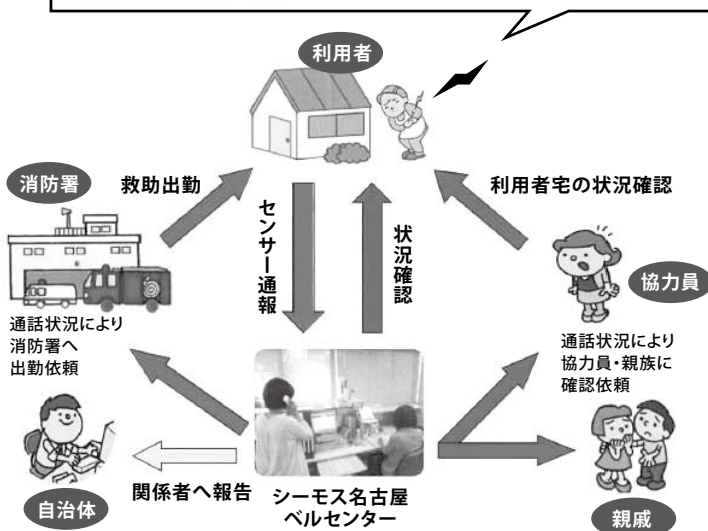 利用者
消防署
救助出勤
利用者宅の状況確認
センサー通報
状況確認
協力員
通話状況により
消防署へ
出勤依頼
通話状況により
協力員・親族に
確認依頼
関係者へ報告
シーモス名古屋
ベルセンター
自治体
親戚